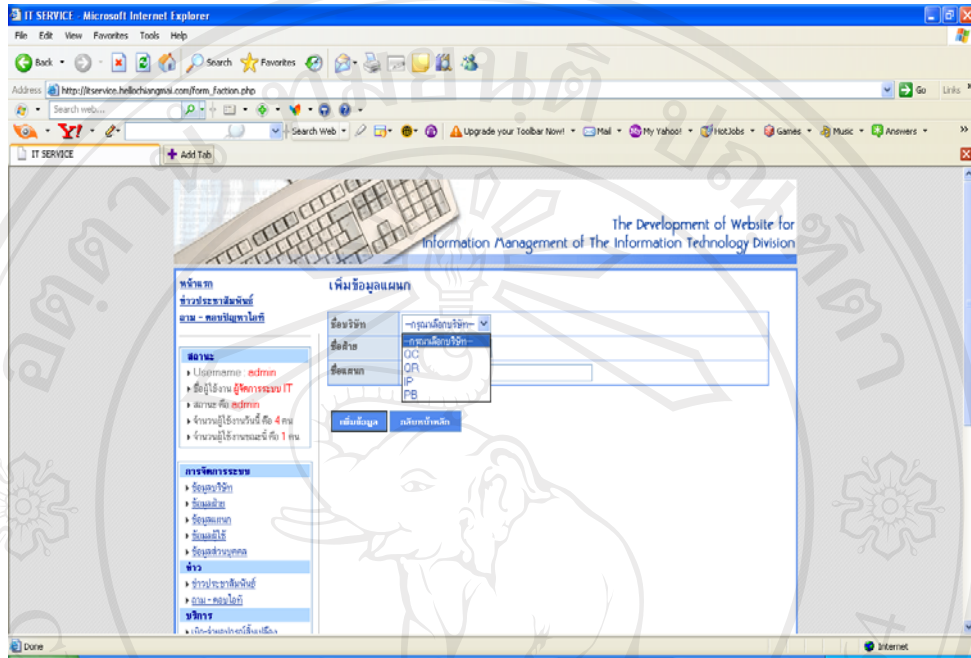 IT SERVICE - Microsoft Internet Explorer
File Edit View Favorites Tools Help
Back Search Favorites
Address http://itservice.hellochiangmai.com/form_faction.php Go Links
Search web...
Search Web Upgrade your Toolbar Now! Mail My Yahoo! HotJobs Games Music Answers
IT SERVICE Add Tab
The Development of Website for
Information Management of The Information Technology Division
หน้าแรก
ข่าวประชาสัมพันธ์
ถาม - ตอบปัญหาไอที
สถานะ
Username : admin
ชื่อผู้ใช้งาน ผู้จัดการระบบ IT
สถานะ คือ admin
จำนวนผู้ใช้งานวันนี้ คือ 4 คน
จำนวนผู้ใช้งานขณะนี้ คือ 1 คน
การจัดการระบบ
ข้อมูลบริษัท
ข้อมูลฝ่าย
ข้อมูลแผนก
ข้อมูลผู้ใช้
ข้อมูลส่วนบุคคล
ข่าว
ข่าวประชาสัมพันธ์
ถาม - ตอบไอที
บริการ
เพิ่มข้อมูลแผนก
ชื่อบริษัท --กรุณาเลือกบริษัท--
--กรุณาเลือกบริษัท--
QC
QR
IP
PB
ชื่อฝ่าย
ชื่อแผนก
เพิ่มข้อมูล กลับหน้าหลัก
Done Internet